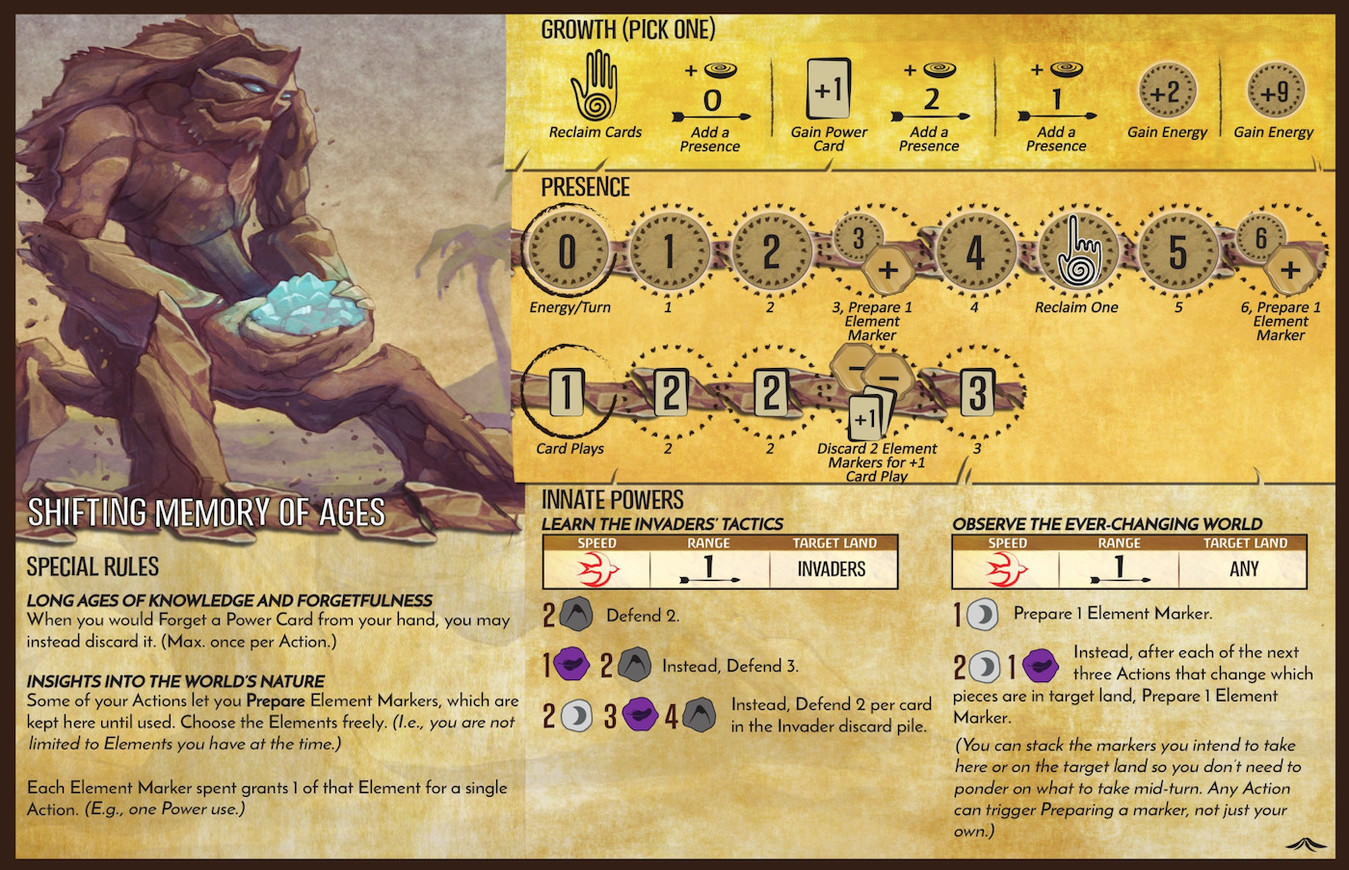 SHIFTING MEMORY OF AGES
SPECIAL RULES
LONG AGES OF KNOWLEDGE AND FORGETFULNESS
When you would Forget a Power Card from your hand, you may
instead discard it. (Max. once per Action.)
INSIGHTS INTO THE WORLD'S NATURE
Some of your Actions let you Prepare Element Markers, which are
kept here until used. Choose the Elements freely. (I.e., you are not
limited to Elements you have at the time.)
Each Element Marker spent grants 1 of that Element for a single
Action. (E.g., one Power use.)
GROWTH (PICK ONE)
+ + +
+1 0 2 1 +2 +9
Reclaim Cards Add a Presence Gain Power Card Add a Presence Add a Presence Gain Energy Gain Energy
PRESENCE
0 1 2 3 + 4 5 6 +
Energy/Turn 1 2 3, Prepare 1 Element Marker 4 Reclaim One 5 6, Prepare 1 Element Marker
1 2 2 – – +1 3
Card Plays 2 2 Discard 2 Element Markers for +1 Card Play 3
INNATE POWERS
LEARN THE INVADERS' TACTICS
SPEED RANGE TARGET LAND
1 INVADERS
2 Defend 2.
1 2 Instead, Defend 3.
2 3 4 Instead, Defend 2 per card
in the Invader discard pile.
OBSERVE THE EVER-CHANGING WORLD
SPEED RANGE TARGET LAND
1 ANY
1 Prepare 1 Element Marker.
2 1 Instead, after each of the next
three Actions that change which
pieces are in target land, Prepare 1 Element
Marker.
(You can stack the markers you intend to take
here or on the target land so you don't need to
ponder on what to take mid-turn. Any Action
can trigger Preparing a marker, not just your
own.)